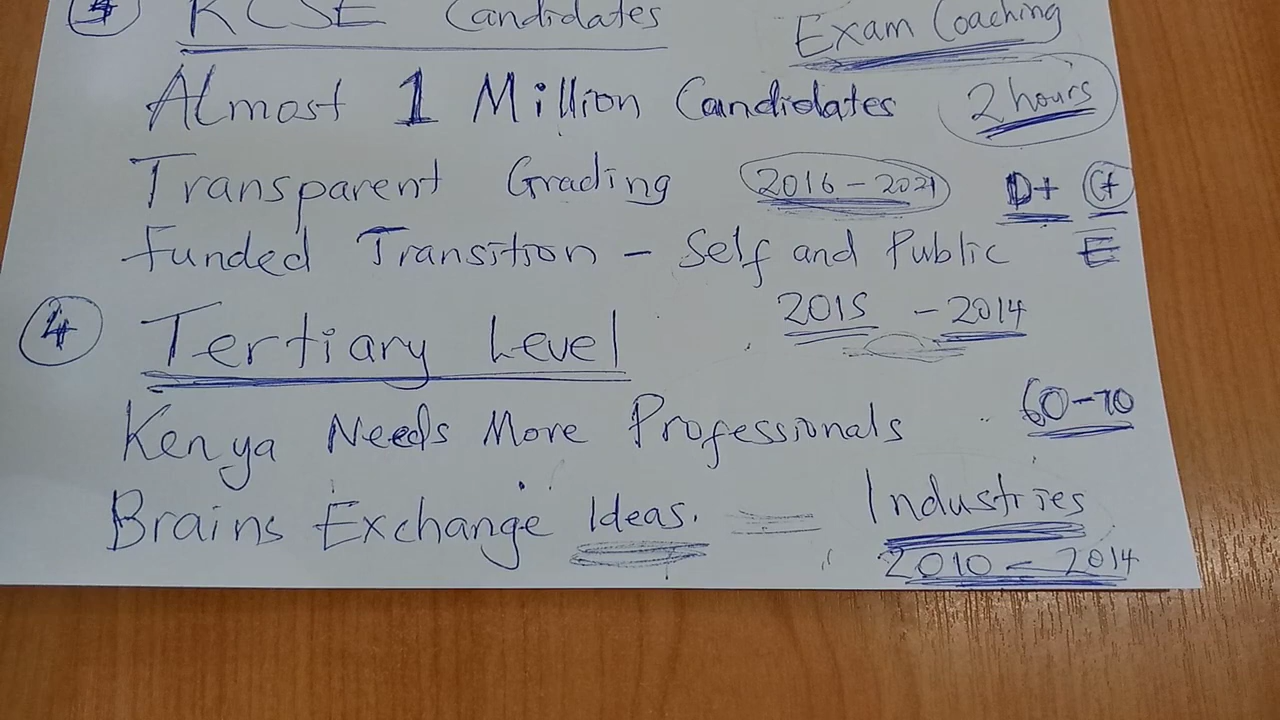 3 KCSE Candidates Exam Coaching
Almost 1 Million Candidates 2 hours
Transparent Grading 2016 - 2021 D+ C+
Funded Transition - Self and Public E
2015 - 2014
4 Tertiary Level
Kenya Needs More Professionals 60-70
Brains Exchange Ideas. Industries
2010 - 2014